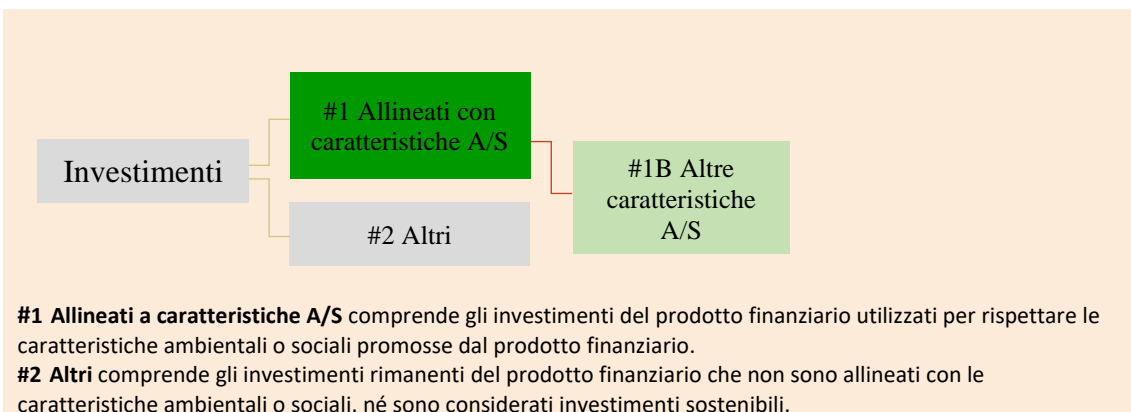 #1 Allineati con
caratteristiche A/S
Investimenti
#1B Altre
caratteristiche
A/S
#2 Altri
#1 Allineati a caratteristiche A/S comprende gli investimenti del prodotto finanziario utilizzati per rispettare le
caratteristiche ambientali o sociali promosse dal prodotto finanziario.
#2 Altri comprende gli investimenti rimanenti del prodotto finanziario che non sono allineati con le
caratteristiche ambientali o sociali, né sono considerati investimenti sostenibili.